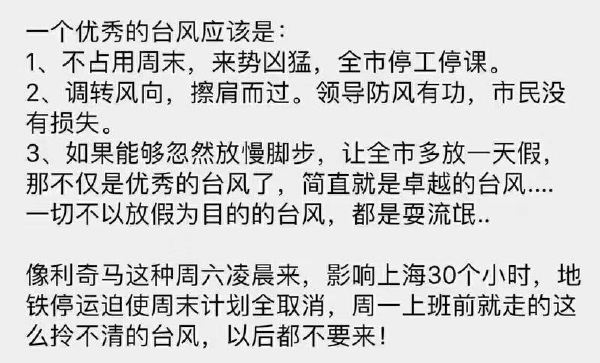 一个优秀的台风应该是：
1、不占用周末，来势凶猛，全市停工停课。
2、调转风向，擦肩而过。领导防风有功，市民没
有损失。
3、如果能够忽然放慢脚步，让全市多放一天假，
那不仅是优秀的台风了，简直就是卓越的台风....
一切不以放假为目的的台风，都是耍流氓..
像利奇马这种周六凌晨来，影响上海30个小时，地
铁停运迫使周末计划全取消，周一上班前就走的这
么拎不清的台风，以后都不要来！